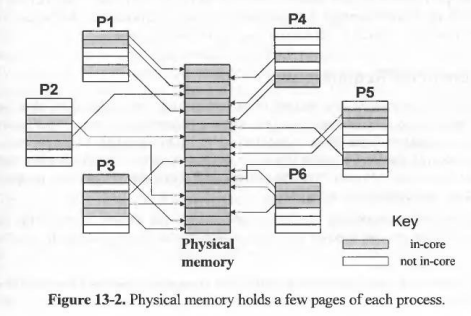 P1
P4
P2
P5
P3
P6
Physical
memory
Key
in-core
not in-core
Figure 13-2. Physical memory holds a few pages of each process.